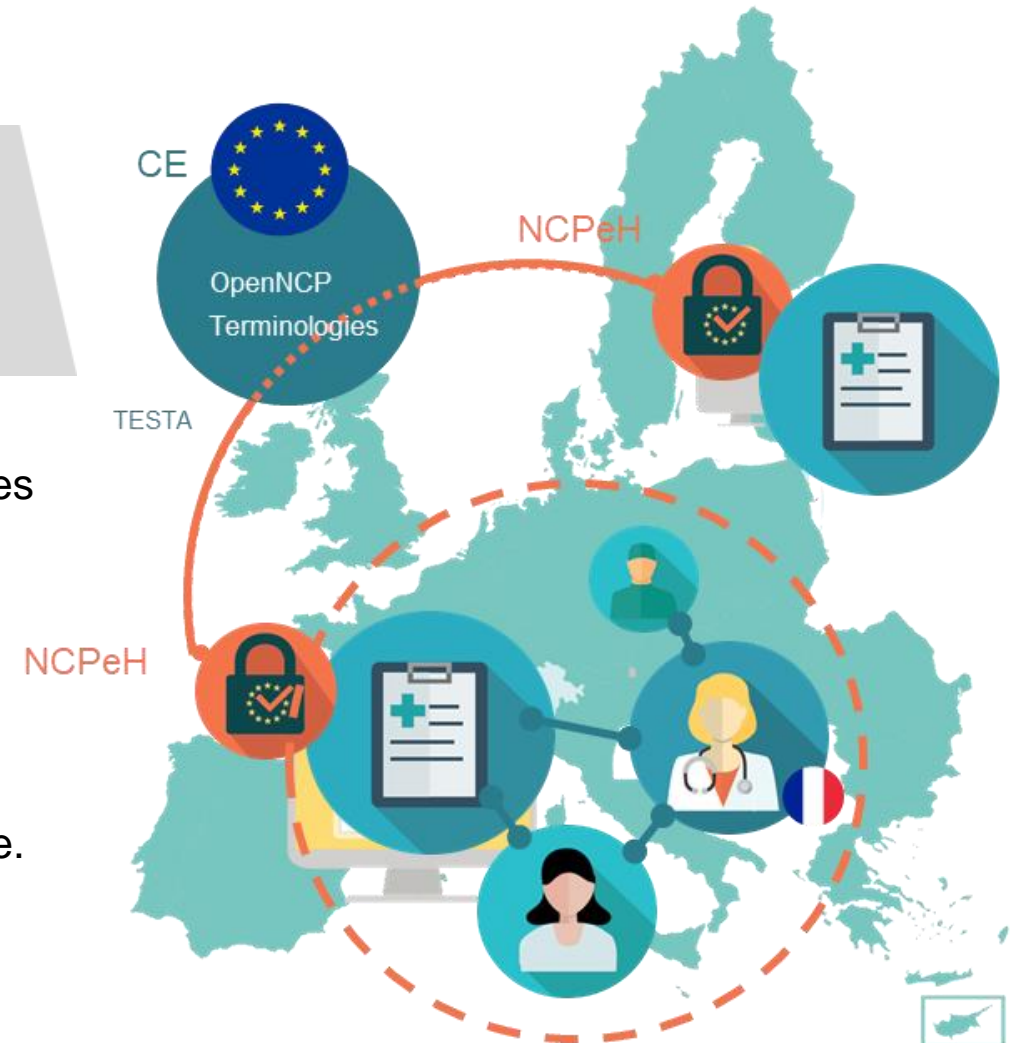 CE
NCPeH
OpenNCP
Terminologies
TESTA
es
NCPeH
e.